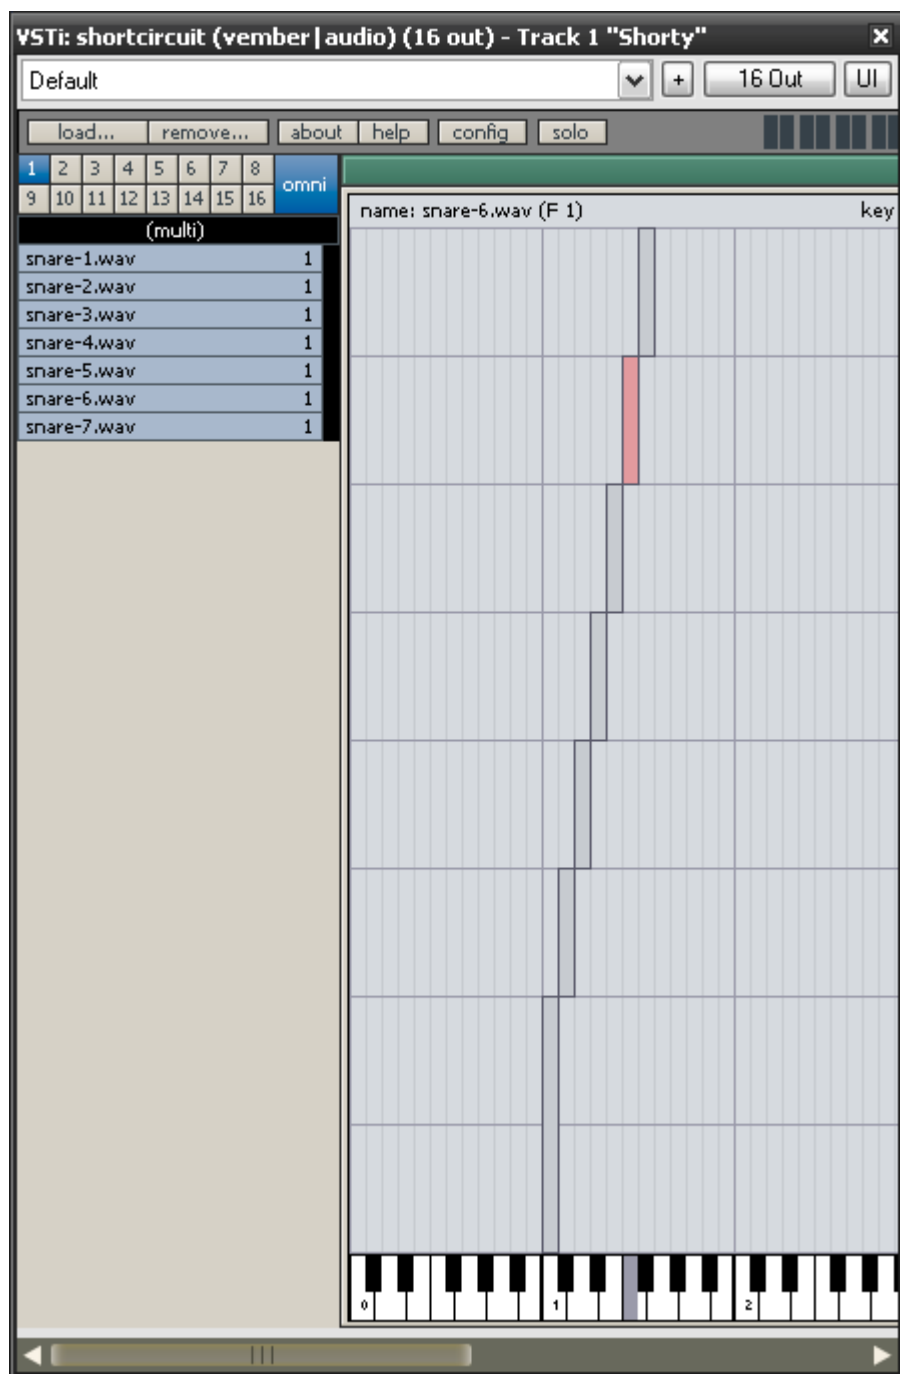 VSTi: shortcircuit (vember|audio) (16 out) - Track 1 "Shorty"
Default + 16 Out UI
load... remove... about help config solo
1 2 3 4 5 6 7 8 omni
9 10 11 12 13 14 15 16
name: snare-6.wav (F 1) key
(multi)
snare-1.wav 1
snare-2.wav 1
snare-3.wav 1
snare-4.wav 1
snare-5.wav 1
snare-6.wav 1
snare-7.wav 1
0 1 2